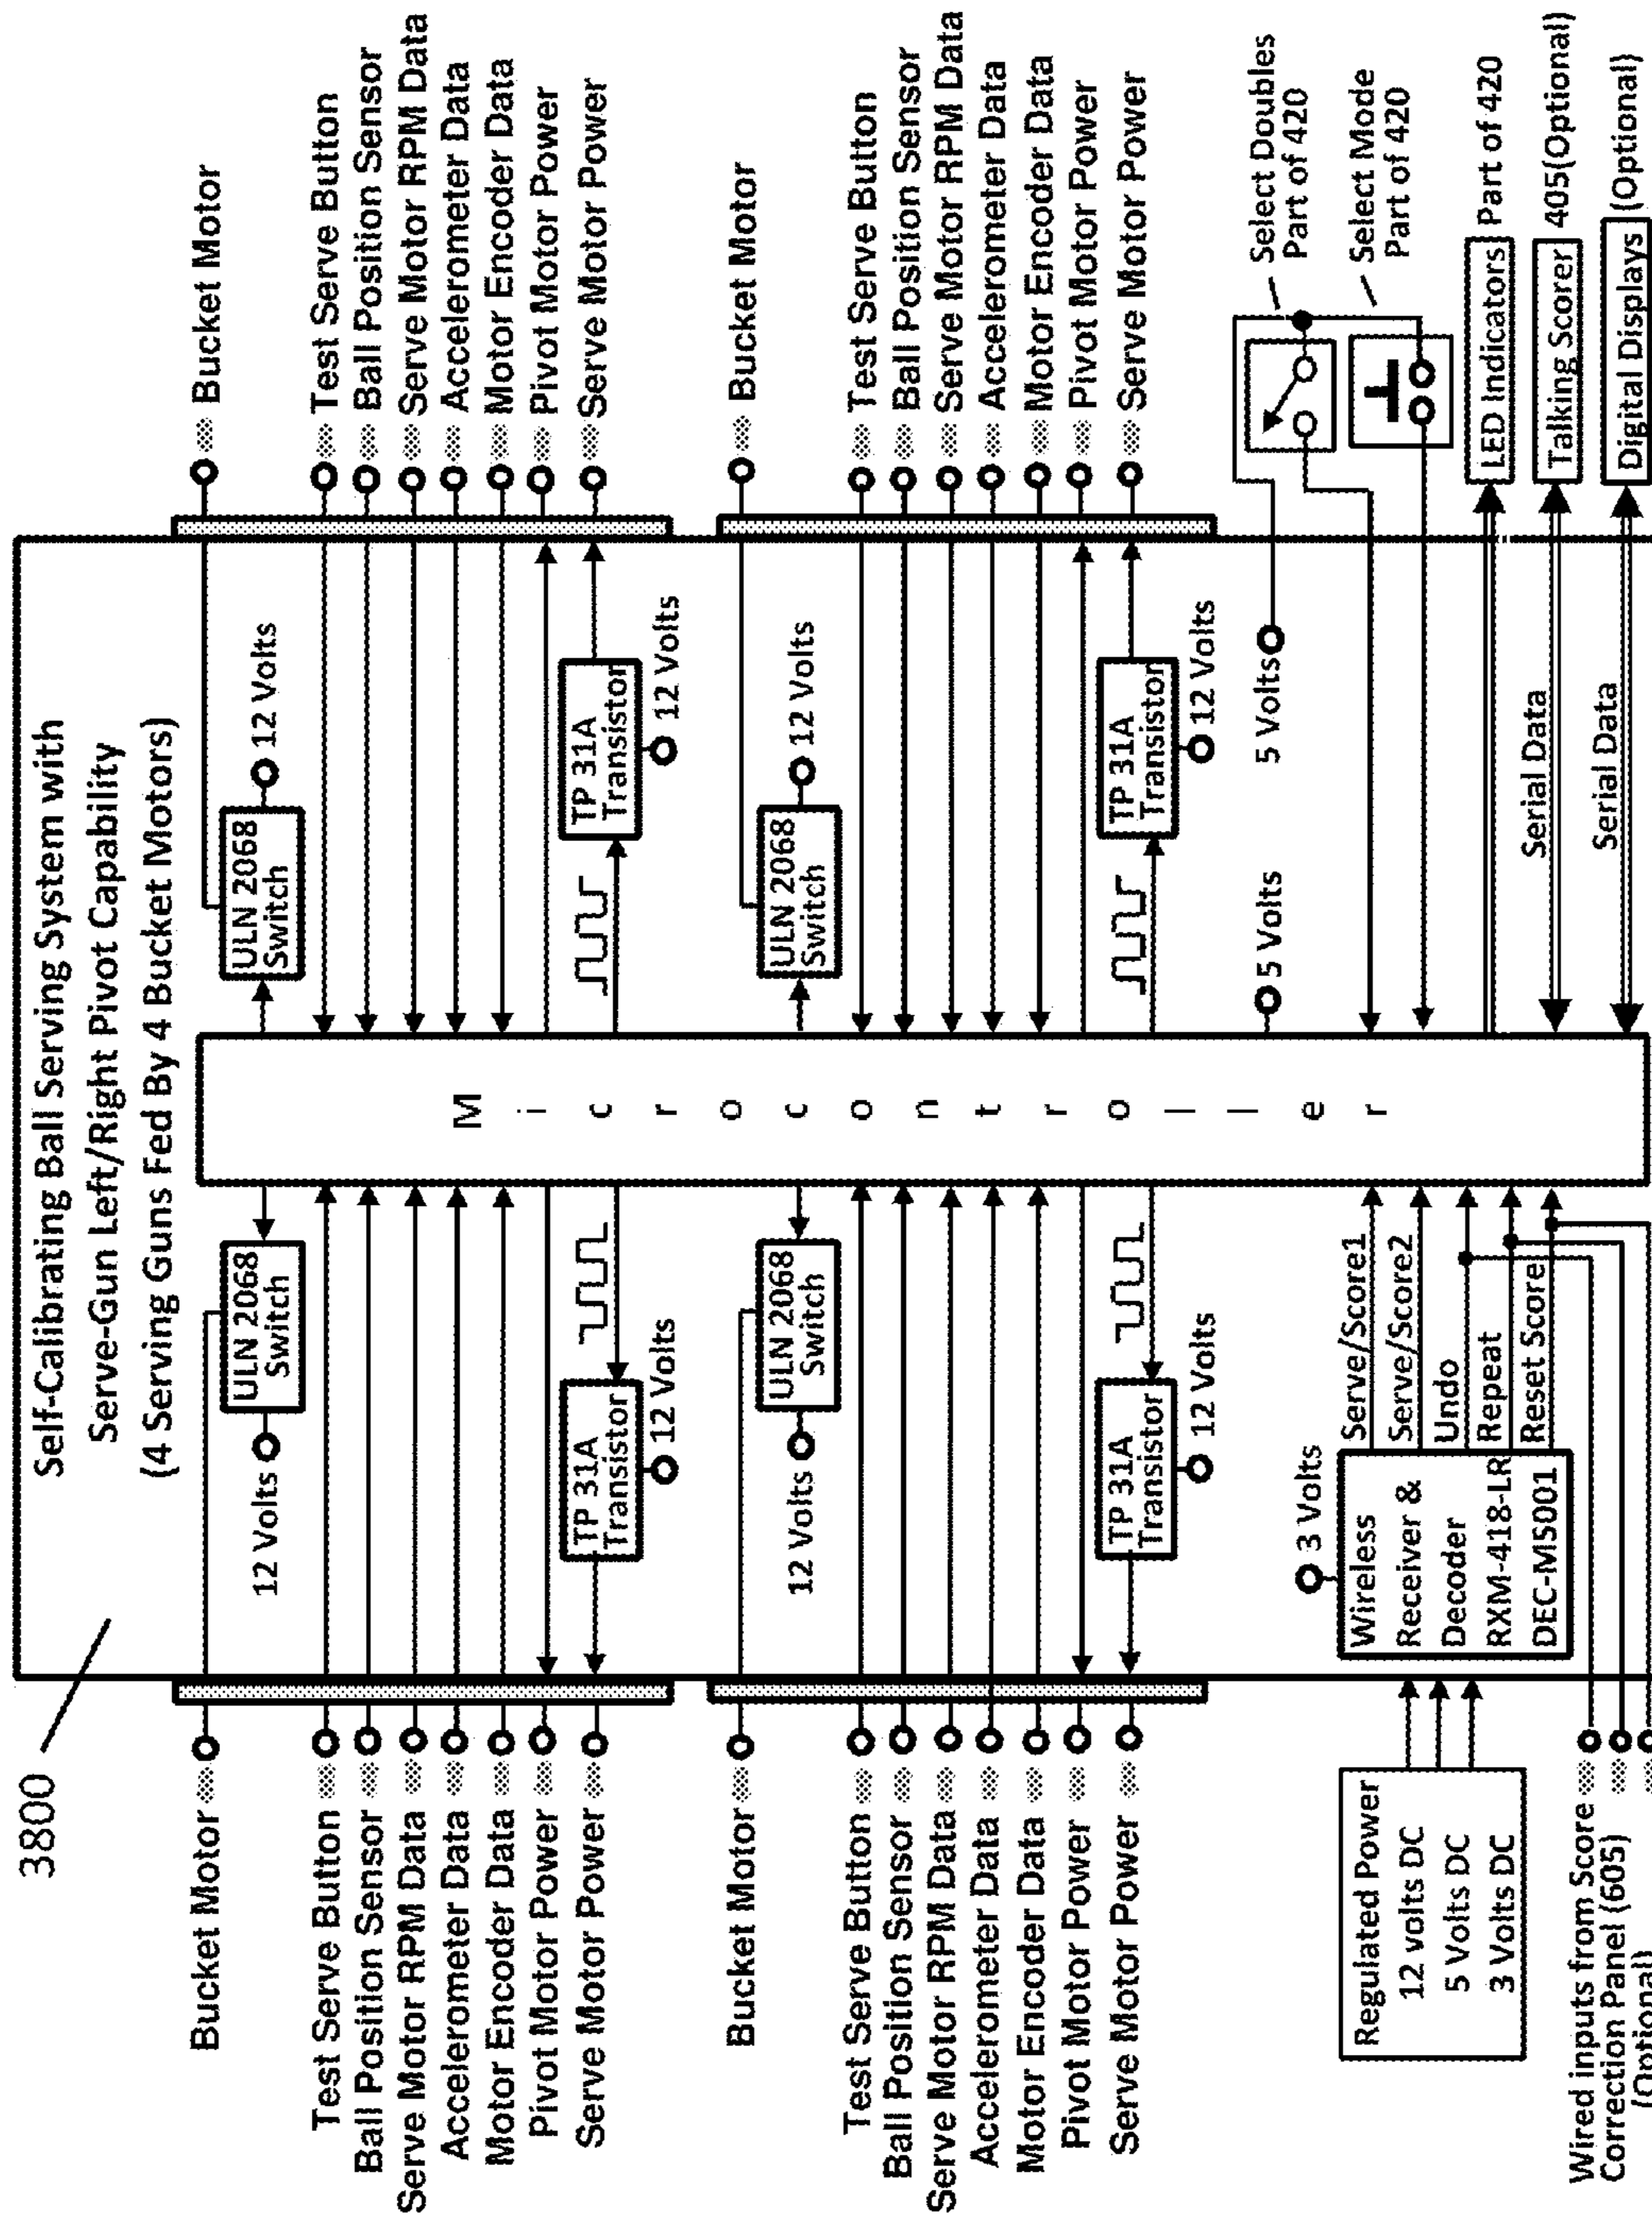 3800
Self-Calibrating Ball Serving System with
Serve-Gun Left/Right Pivot Capability
(4 Serving Guns Fed By 4 Bucket Motors)
Bucket Motor
12 Volts
ULN 2068
Switch
Test Serve Button
Ball Position Sensor
Serve Motor RPM Data
Accelerometer Data
Motor Encoder Data
Pivot Motor Power
Serve Motor Power
TP 31A
Transistor
12 Volts
Bucket Motor
12 Volts
ULN 2068
Switch
Test Serve Button
Ball Position Sensor
Serve Motor RPM Data
Accelerometer Data
Motor Encoder Data
Pivot Motor Power
Serve Motor Power
TP 31A
Transistor
12 Volts
Regulated Power
12 volts DC
5 Volts DC
3 Volts DC
3 Volts
Wireless
Receiver &
Decoder
RXM-418-LR
DEC-MS001
Serve/Score1
Serve/Score2
Undo
Repeat
Reset Score
Wired inputs from Score
Correction Panel (605)
(Optional)
Microcontroller
ULN 2068
Switch
12 Volts
Bucket Motor
Test Serve Button
Ball Position Sensor
Serve Motor RPM Data
Accelerometer Data
Motor Encoder Data
Pivot Motor Power
Serve Motor Power
TP 31A
Transistor
12 Volts
ULN 2068
Switch
12 Volts
Bucket Motor
Test Serve Button
Ball Position Sensor
Serve Motor RPM Data
Accelerometer Data
Motor Encoder Data
Pivot Motor Power
Serve Motor Power
TP 31A
Transistor
12 Volts
5 Volts
5 Volts
Select Doubles
Part of 420
Select Mode
Part of 420
LED Indicators Part of 420
Serial Data
Talking Scorer 405(Optional)
Serial Data
Digital Displays (Optional)